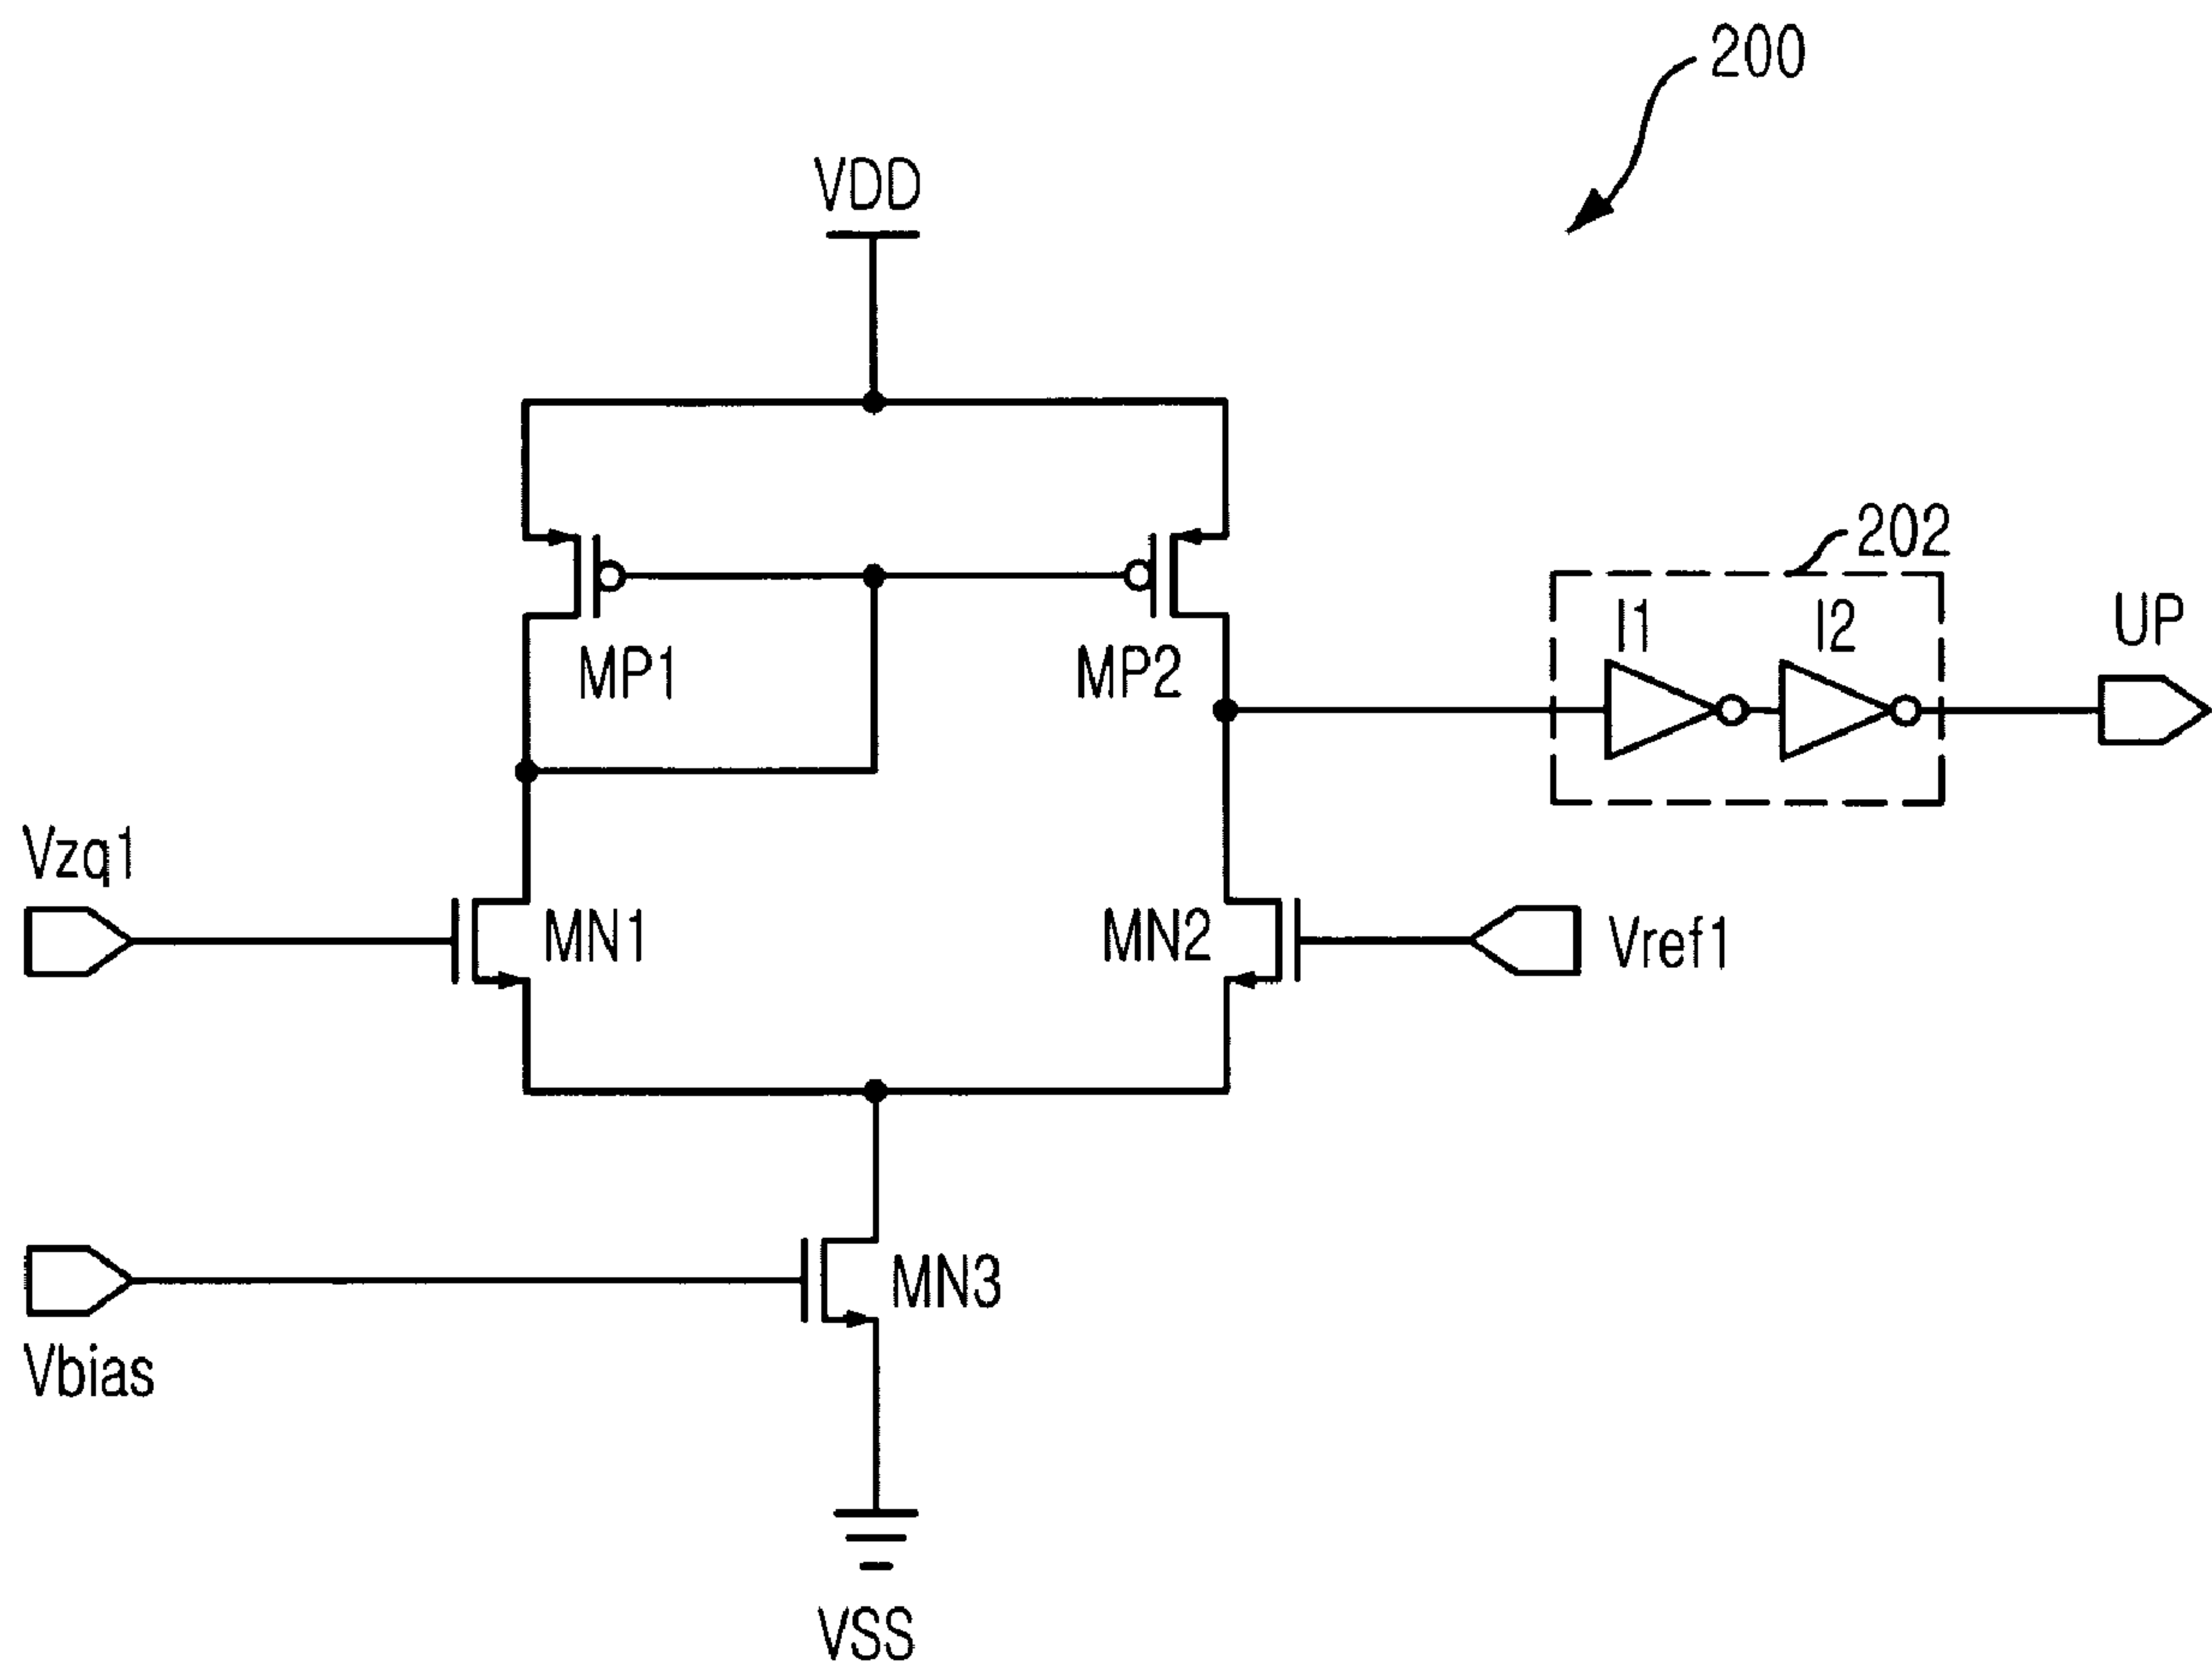 200
VDD
202
I1
I2
UP
MP1
MP2
Vzq1
MN1
MN2
Vref1
MN3
Vbias
VSS